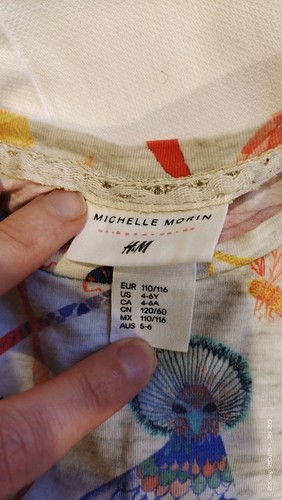 MICHELLE MORIN
H&M
EUR 110/116
US 4-6Y
CA 4-6A
CN 120/60
MX 110/116
AUS 5-6